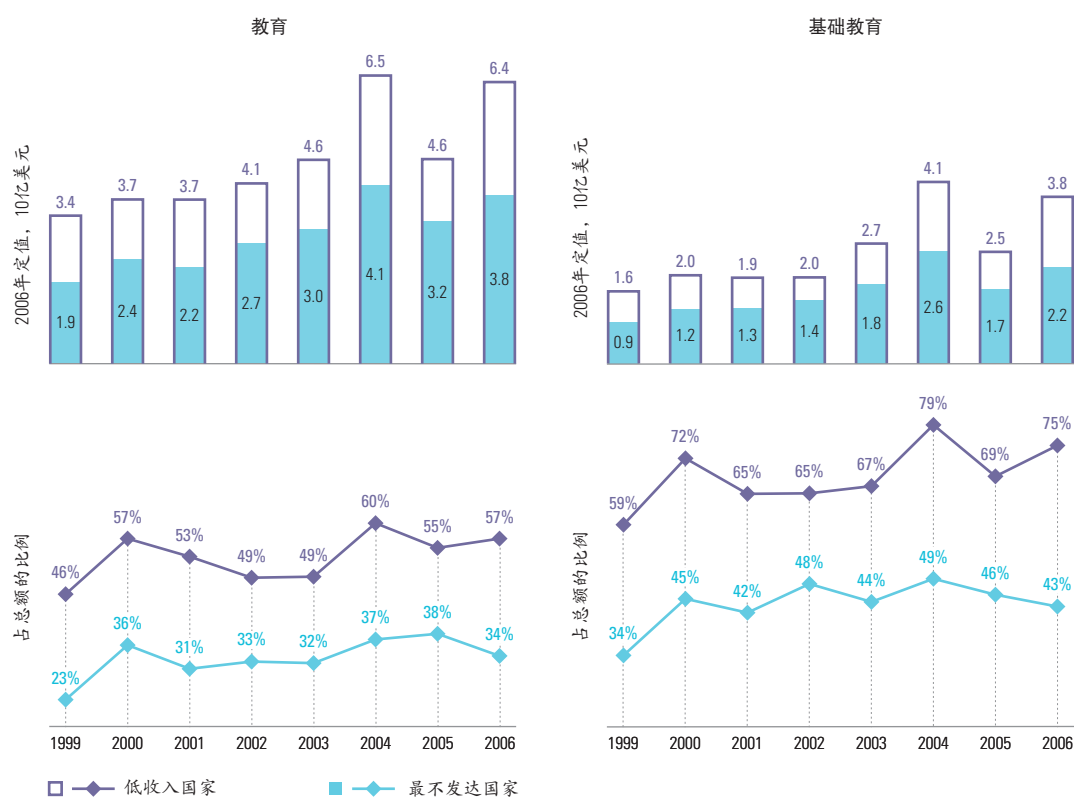 教育
2006年定值，10亿美元
3.4 3.7 3.7 4.1 4.6 6.5 4.6 6.4
1.9 2.4 2.2 2.7 3.0 4.1 3.2 3.8
占总额的比例
46% 57% 53% 49% 49% 60% 55% 57%
23% 36% 31% 33% 32% 37% 38% 34%
1999 2000 2001 2002 2003 2004 2005 2006
基础教育
2006年定值，10亿美元
1.6 2.0 1.9 2.0 2.7 4.1 2.5 3.8
0.9 1.2 1.3 1.4 1.8 2.6 1.7 2.2
占总额的比例
59% 72% 65% 65% 67% 79% 69% 75%
34% 45% 42% 48% 44% 49% 46% 43%
1999 2000 2001 2002 2003 2004 2005 2006
低收入国家 最不发达国家